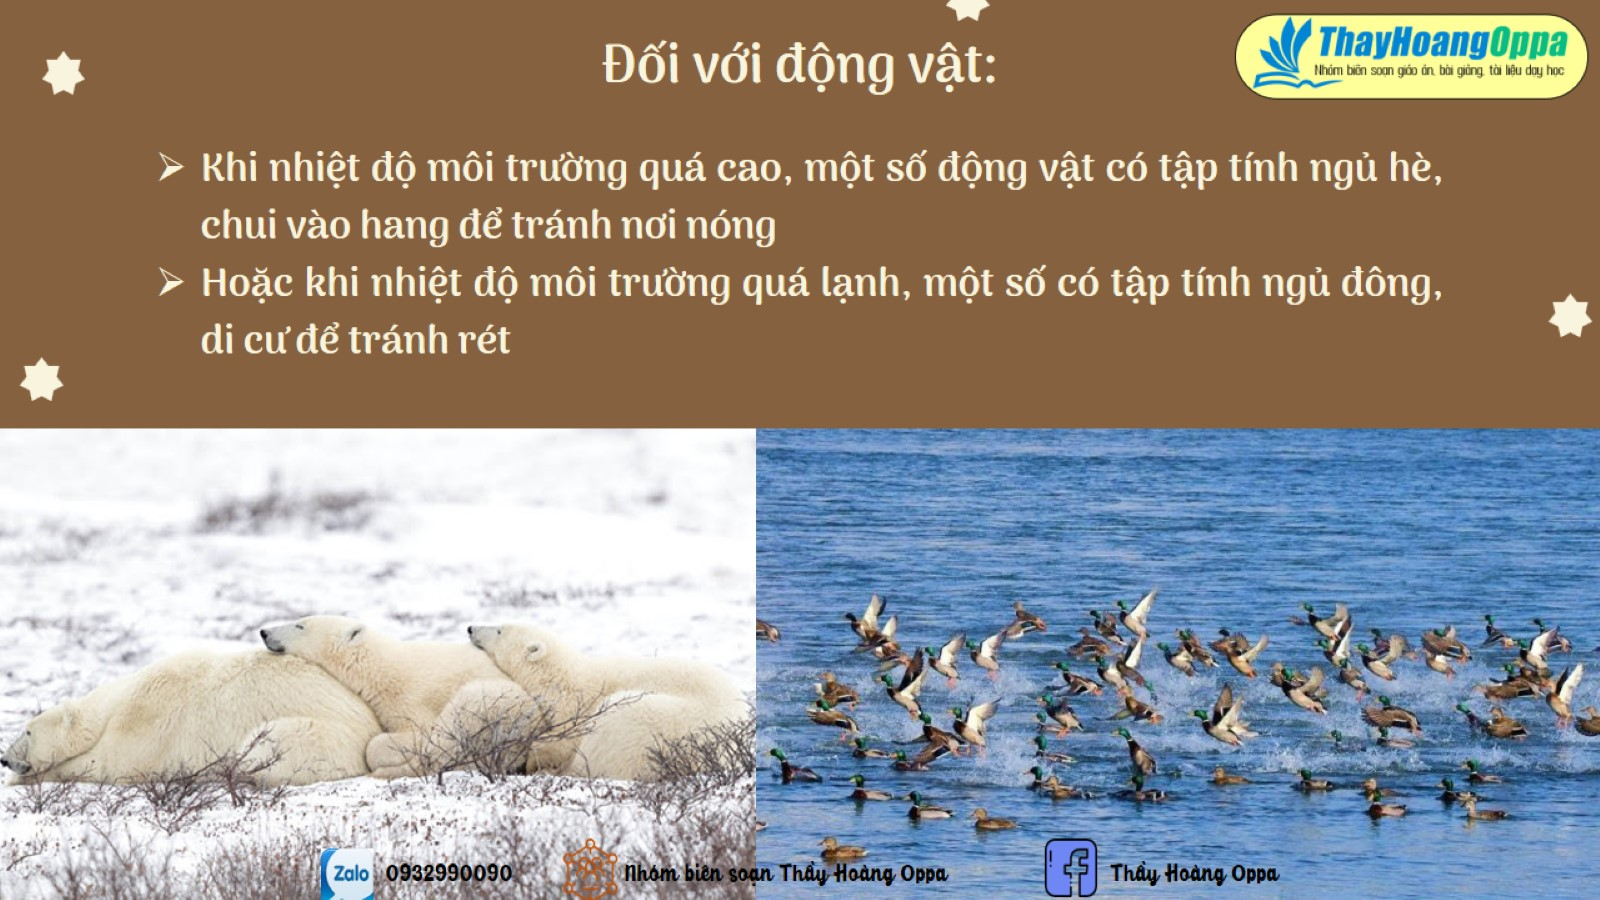 Đối với động vật:
ThayHoangOppa
Nhóm biên soạn giáo án, bài giảng, tài liệu dạy học
➢ Khi nhiệt độ môi trường quá cao, một số động vật có tập tính ngủ hè,
chui vào hang để tránh nơi nóng
➢ Hoặc khi nhiệt độ môi trường quá lạnh, một số có tập tính ngủ đông,
di cư để tránh rét
Zalo 0932990090 Nhóm biên soạn Thầy Hoàng Oppa Thầy Hoàng Oppa